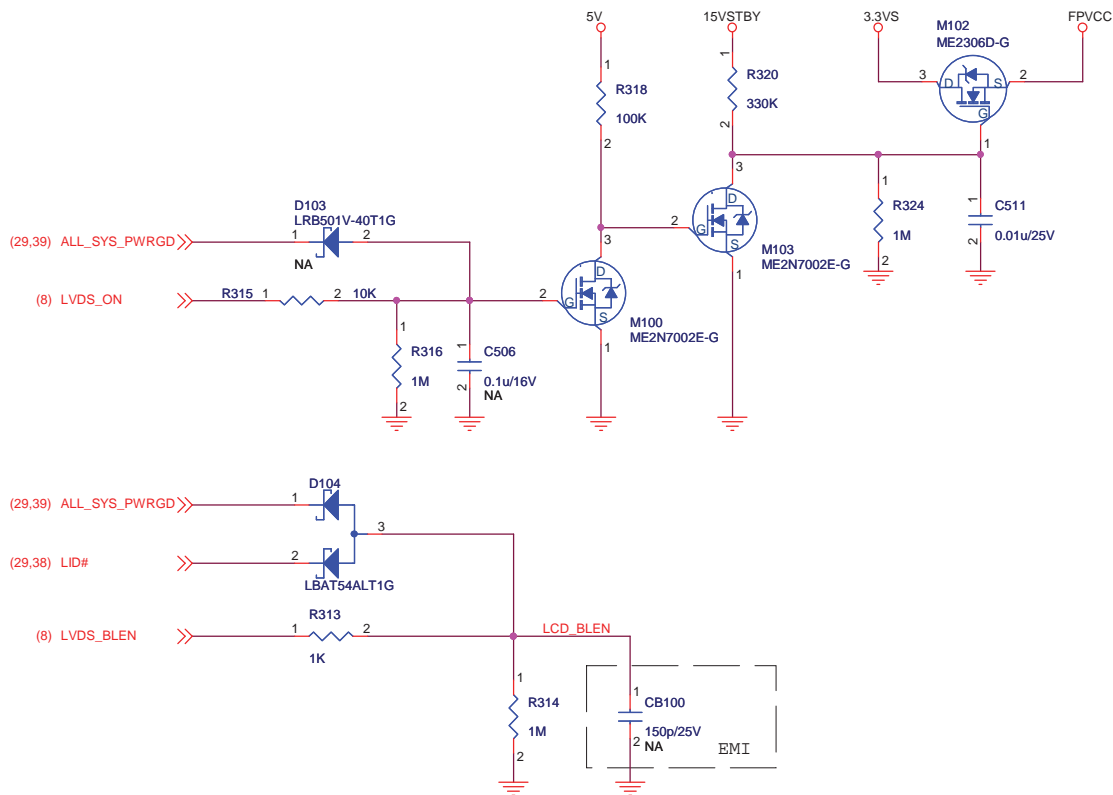 5V
15VSTBY
3.3VS
FPVCC
M102
ME2306D-G
1
R318
100K
2
1
R320
330K
2
3
D
S
2
G
1
3
D
2
G
S
1
M103
ME2N7002E-G
1
R324
1M
2
1
C511
0.01u/25V
2
D103
LRB501V-40T1G
(29,39) ALL_SYS_PWRGD
1
2
NA
(8) LVDS_ON
R315
1
2
10K
3
D
2
G
S
1
M100
ME2N7002E-G
1
R316
1M
2
1
C506
0.1u/16V
2
NA
D104
(29,39) ALL_SYS_PWRGD
1
3
(29,38) LID#
2
LBAT54ALT1G
R313
(8) LVDS_BLEN
1
2
1K
LCD_BLEN
1
R314
1M
2
1
CB100
150p/25V
2
NA
EMI